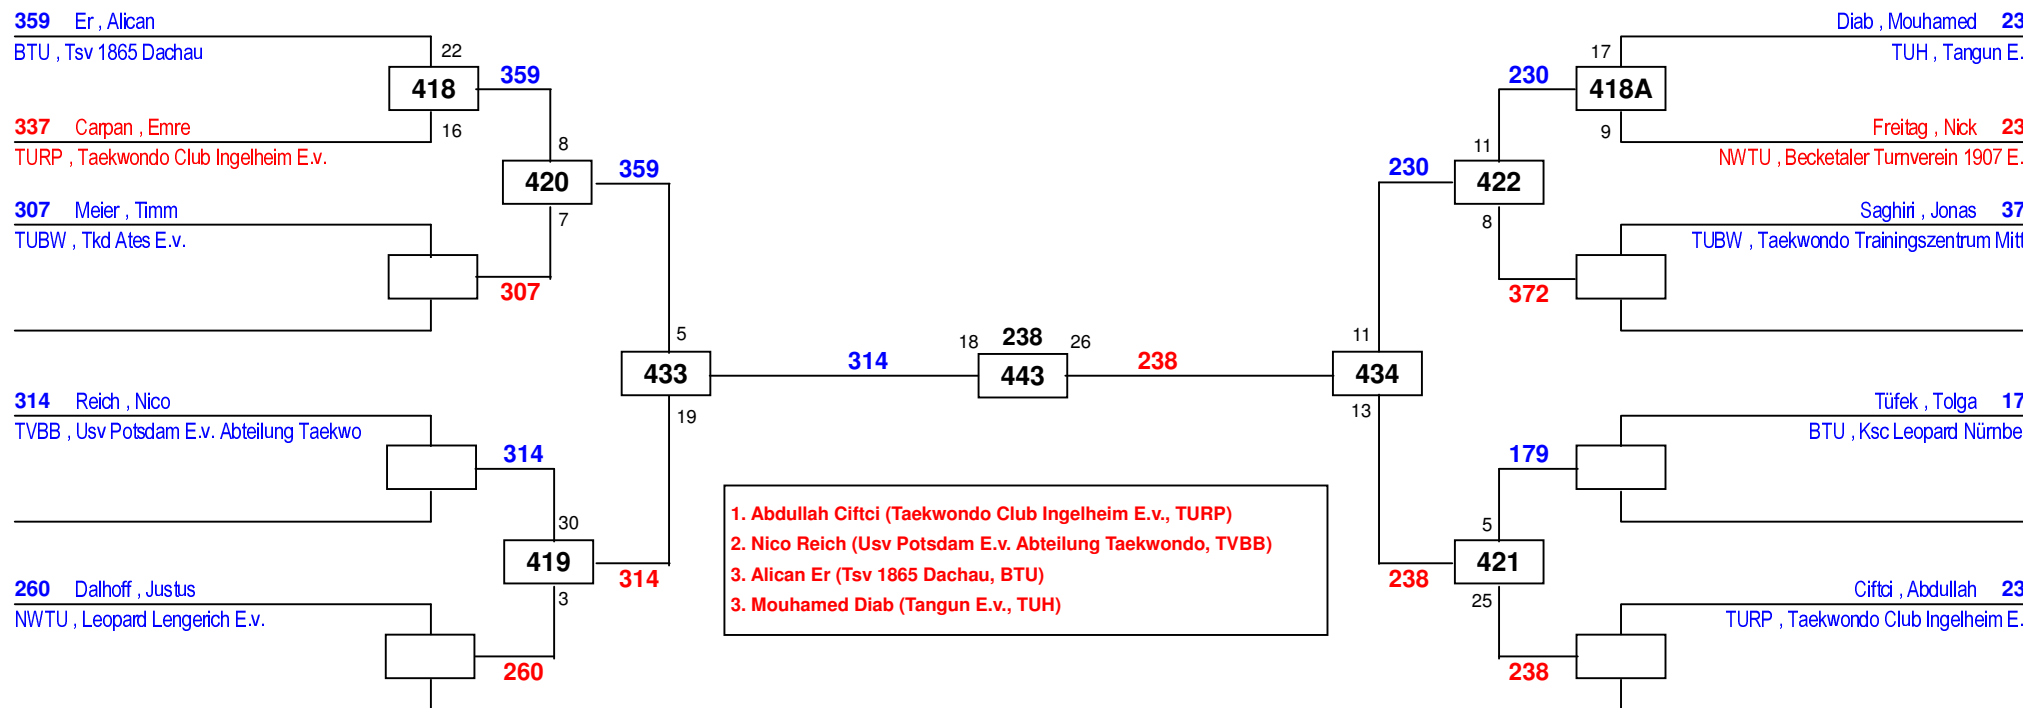 359 Er , Alican
BTU , Tsv 1865 Dachau
22
418
359
16
337 Carpan , Emre
TURP , Taekwondo Club Ingelheim E.v.
8
420
359
7
307 Meier , Timm
TUBW , Tkd Ates E.v.
307
5
433
19
314
314 Reich , Nico
TVBB , Usv Potsdam E.v. Abteilung Taekwo
314
30
419
314
3
260 Dalhoff , Justus
NWTU , Leopard Lengerich E.v.
260
18 238 26
443
238
1. Abdullah Ciftci (Taekwondo Club Ingelheim E.v., TURP)
2. Nico Reich (Usv Potsdam E.v. Abteilung Taekwondo, TVBB)
3. Alican Er (Tsv 1865 Dachau, BTU)
3. Mouhamed Diab (Tangun E.v., TUH)
Diab , Mouhamed 23
TUH , Tangun E.
17
230
418A
9
Freitag , Nick 23
NWTU , Becketaler Turnverein 1907 E.
11
230
422
8
Saghiri , Jonas 37
TUBW , Taekwondo Trainingszentrum Mitt
372
11
434
13
Tüfek , Tolga 17
BTU , Ksc Leopard Nürnbe
179
5
421
238
25
Ciftci , Abdullah 23
TURP , Taekwondo Club Ingelheim E.
238